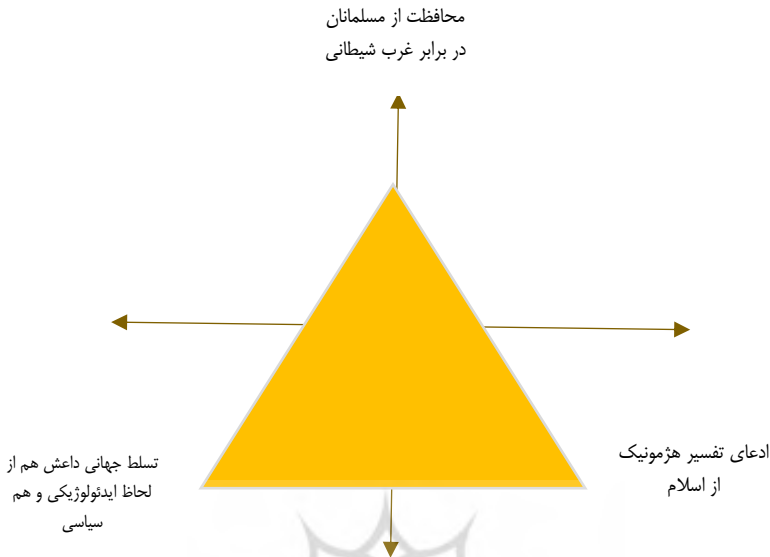 محافظت از مسلمانان
در برابر غرب شیطانی
ادعای تفسیر هژمونیک
از اسلام
تسلط جهانی داعش هم از
لحاظ ایدئولوژیکی و هم
سیاسی